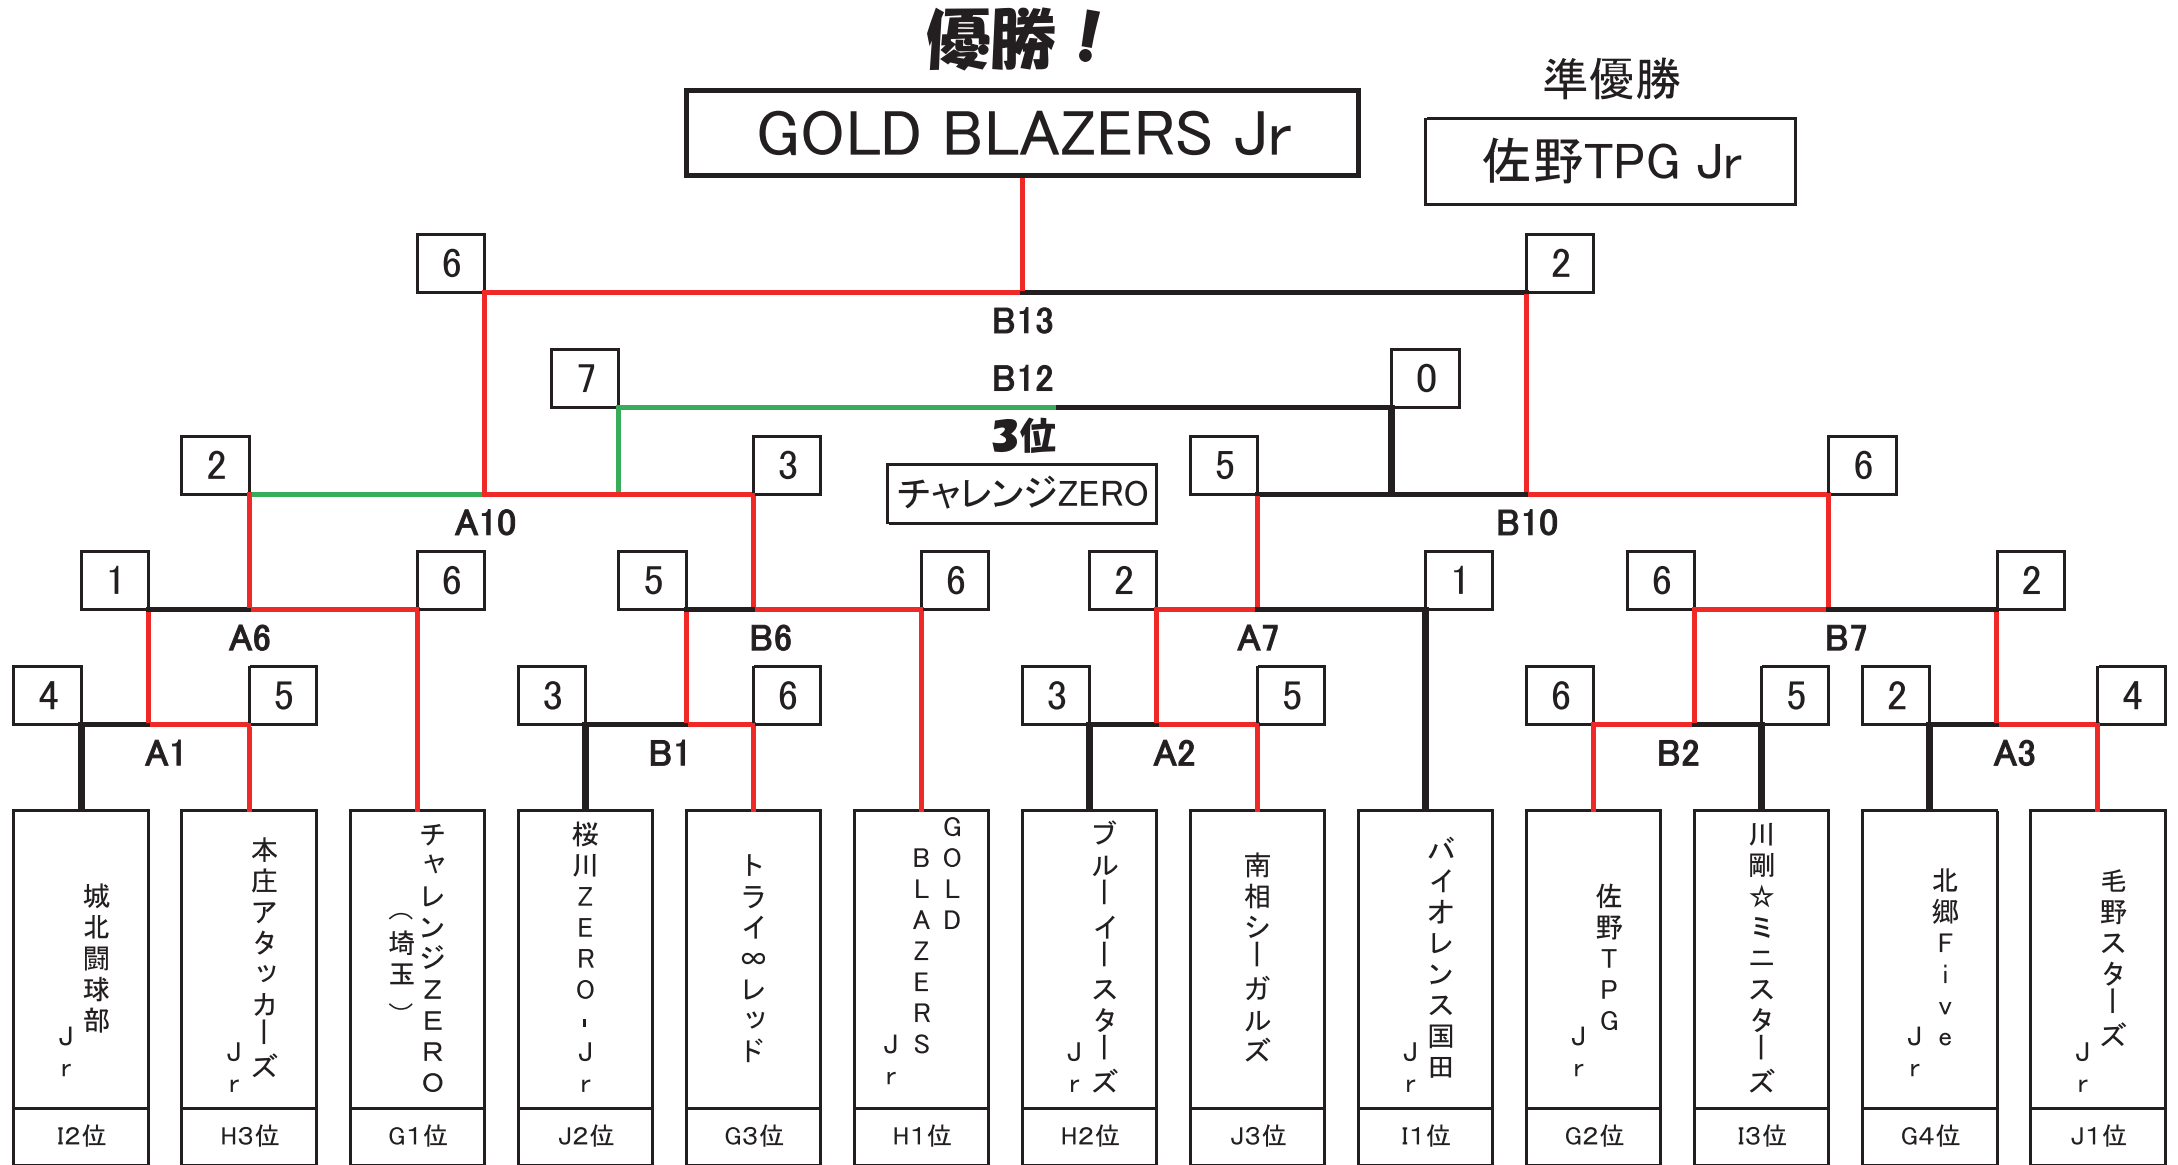 優勝！
GOLD BLAZERS Jr
準優勝
佐野TPG Jr
6
2
B13
7
B12
0
3位
チャレンジZERO
2
3
5
6
A10
B10
1
6
5
6
2
1
6
2
A6
B6
A7
B7
4
5
3
6
3
5
6
5
2
4
A1
B1
A2
B2
A3
城北闘球部
Jr
本庄アタッカーズ
Jr
チャレンジZERO
（埼玉）
桜川ZERO-Jr
トライ∞レッド
GOLD
BLAZERS
Jr
ブルーイースターズ
Jr
南相シーガルズ
バイオレンス国田
Jr
佐野TPG
Jr
川剛☆ミニスターズ
北郷Five
Jr
毛野スターズ
Jr
I2位
H3位
G1位
J2位
G3位
H1位
H2位
J3位
I1位
G2位
I3位
G4位
J1位